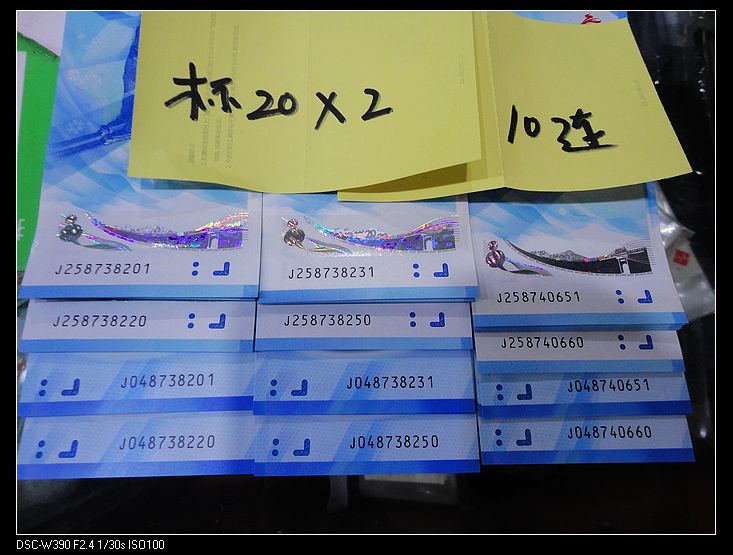 标20X2
10连
J258738201
J258738231
J258740651
J258738220
J258738250
J258740660
J048738201
J048738231
J048740651
J048738220
J048738250
J048740660
DSC-W390 F2.4 1/30s ISO100